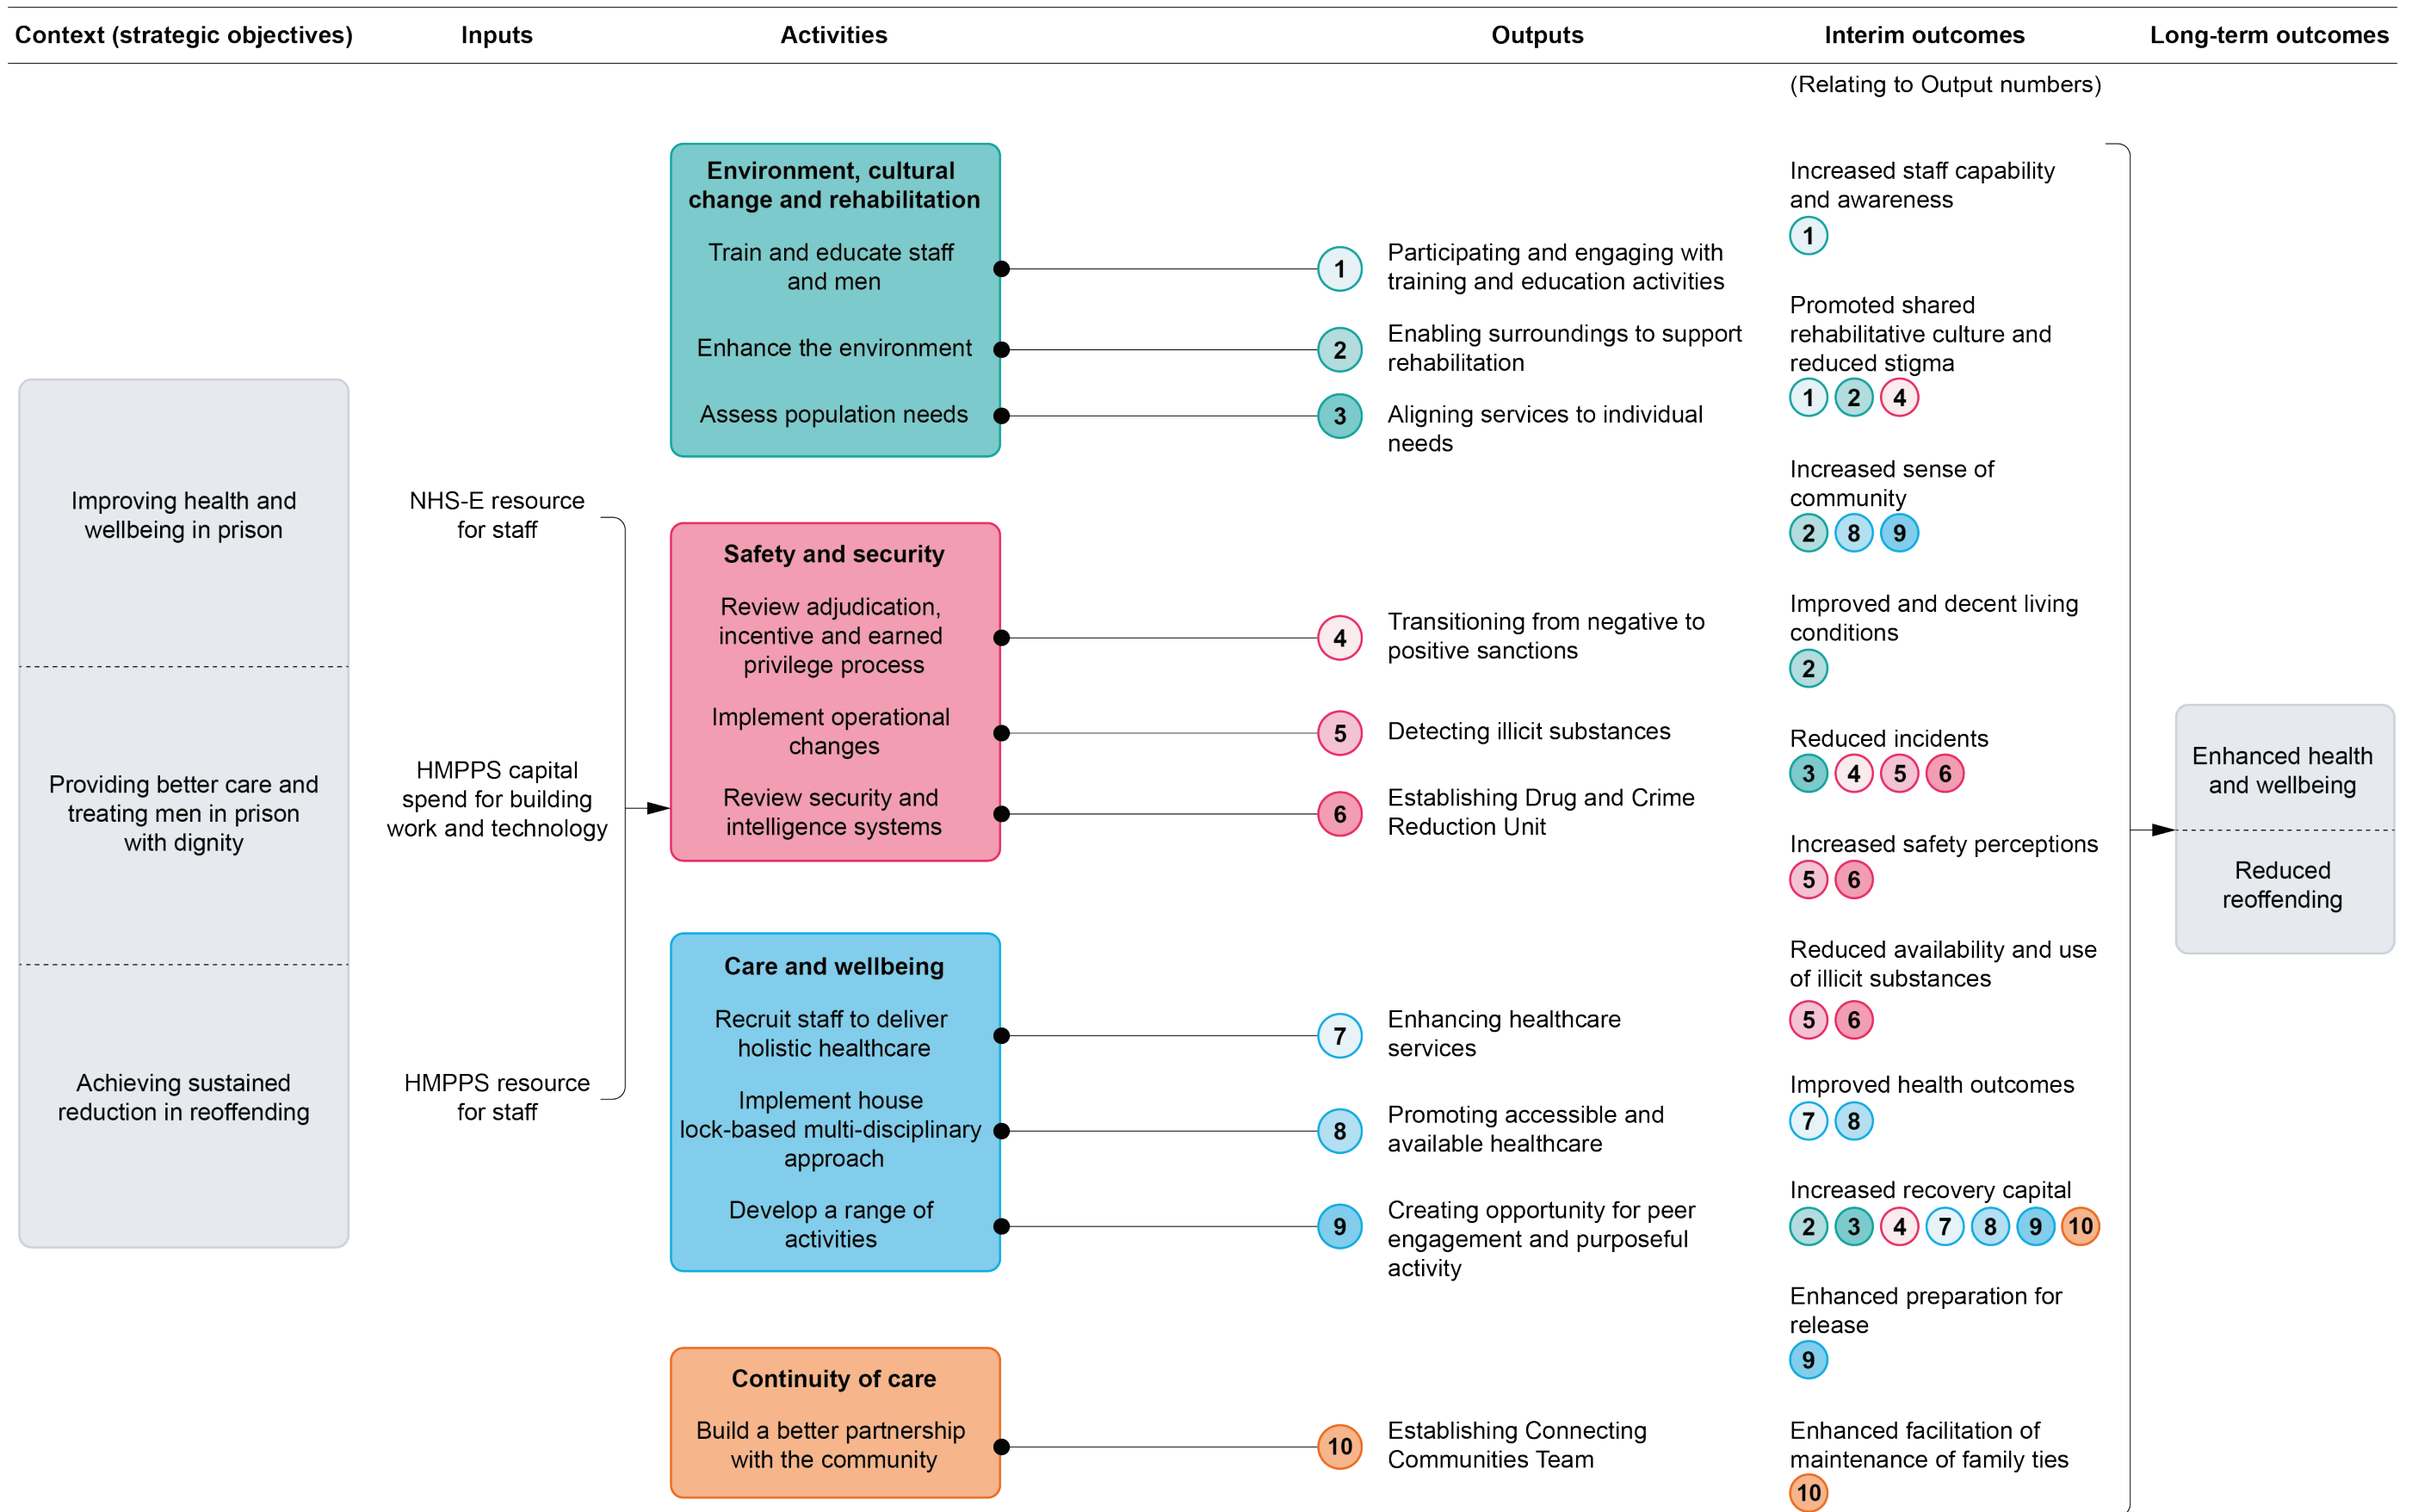 Context (strategic objectives)
Inputs
Activities
Outputs
Interim outcomes
Long-term outcomes
(Relating to Output numbers)
Improving health and
wellbeing in prison
Providing better care and
treating men in prison
with dignity
Achieving sustained
reduction in reoffending
NHS-E resource
for staff
HMPPS capital
spend for building
work and technology
HMPPS resource
for staff
Environment, cultural
change and rehabilitation
Train and educate staff
and men
Enhance the environment
Assess population needs
Safety and security
Review adjudication,
incentive and earned
privilege process
Implement operational
changes
Review security and
intelligence systems
Care and wellbeing
Recruit staff to deliver
holistic healthcare
Implement house
lock-based multi-disciplinary
approach
Develop a range of
activities
Continuity of care
Build a better partnership
with the community
1
Participating and engaging with
training and education activities
2
Enabling surroundings to support
rehabilitation
3
Aligning services to individual
needs
4
Transitioning from negative to
positive sanctions
5
Detecting illicit substances
6
Establishing Drug and Crime
Reduction Unit
7
Enhancing healthcare
services
8
Promoting accessible and
available healthcare
9
Creating opportunity for peer
engagement and purposeful
activity
10
Establishing Connecting
Communities Team
Increased staff capability
and awareness
1
Promoted shared
rehabilitative culture and
reduced stigma
1 2 4
Increased sense of
community
2 8 9
Improved and decent living
conditions
2
Reduced incidents
3 4 5 6
Increased safety perceptions
5 6
Reduced availability and use
of illicit substances
5 6
Improved health outcomes
7 8
Increased recovery capital
2 3 4 7 8 9 10
Enhanced preparation for
release
9
Enhanced facilitation of
maintenance of family ties
10
Enhanced health
and wellbeing
Reduced
reoffending